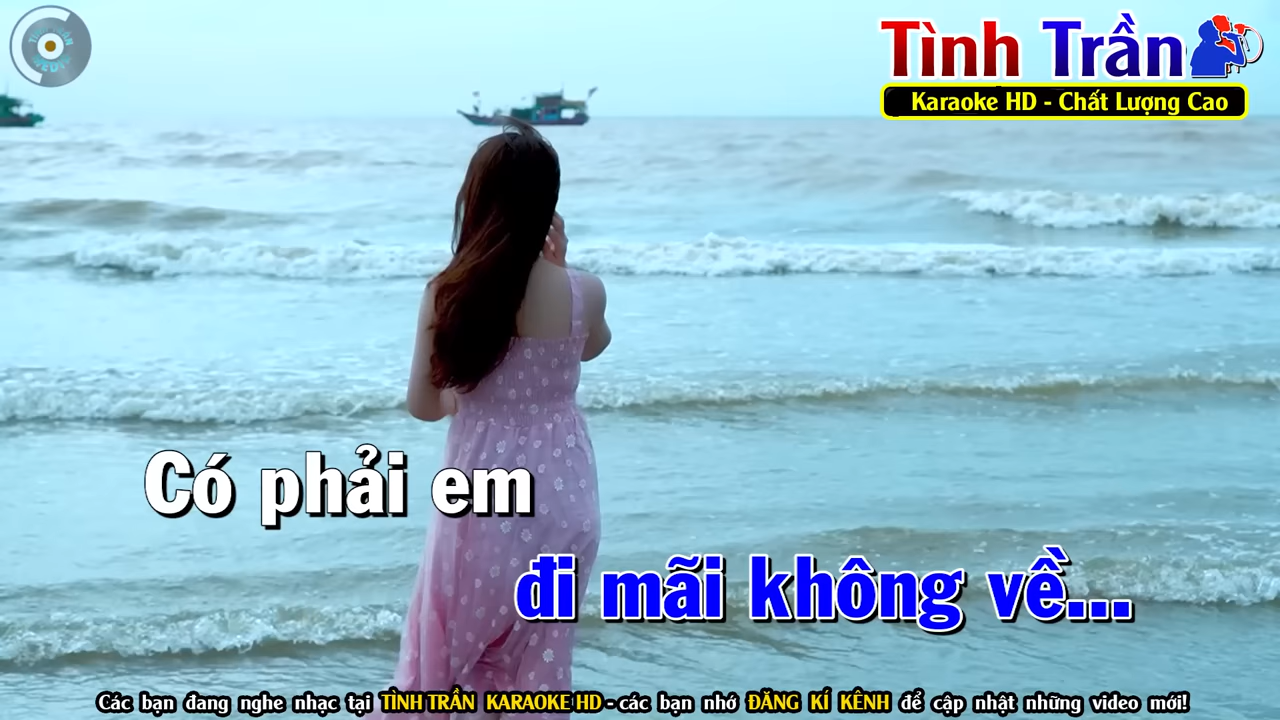 Tình Trần
Karaoke HD - Chất Lượng Cao
Có phải em
đi mãi không về...
Các bạn đang nghe nhạc tại TÌNH TRẦN KARAOKE HD - các bạn nhớ ĐĂNG KÍ KÊNH để cập nhật những video mới!